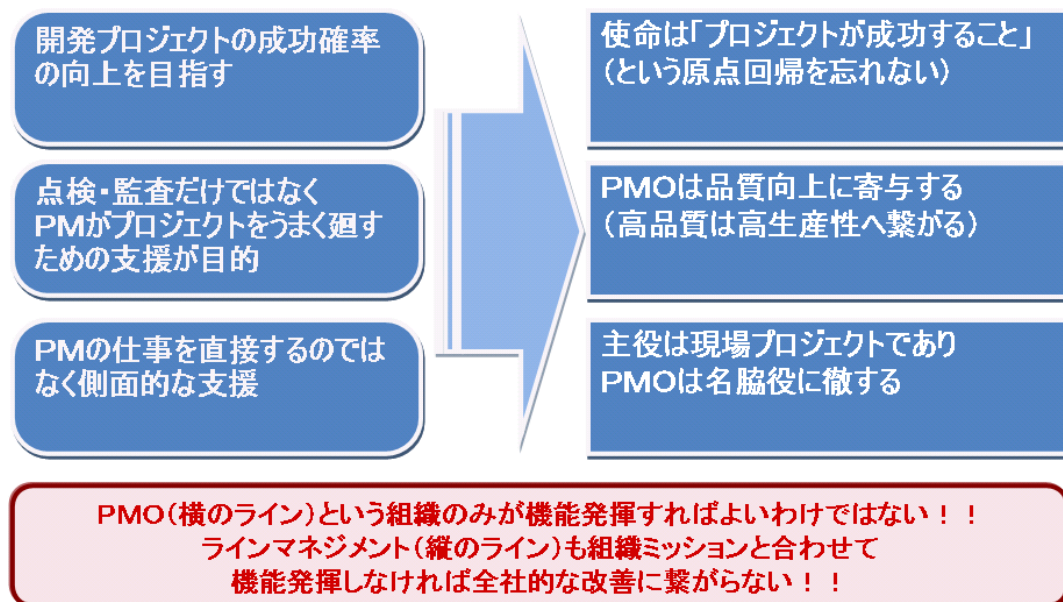 開発プロジェクトの成功確率
の向上を目指す
点検・監査だけではなく
PMがプロジェクトをうまく廻す
ための支援が目的
PMの仕事を直接するのでは
なく側面的な支援
使命は「プロジェクトが成功すること」
(という原点回帰を忘れない)
PMOは品質向上に寄与する
(高品質は高生産性へ繋がる)
主役は現場プロジェクトであり
PMOは名脇役に徹する
PMO(横のライン)という組織のみが機能発揮すればよいわけではない!!
ラインマネジメント(縦のライン)も組織ミッションと合わせて
機能発揮しなければ全社的な改善に繋がらない!!